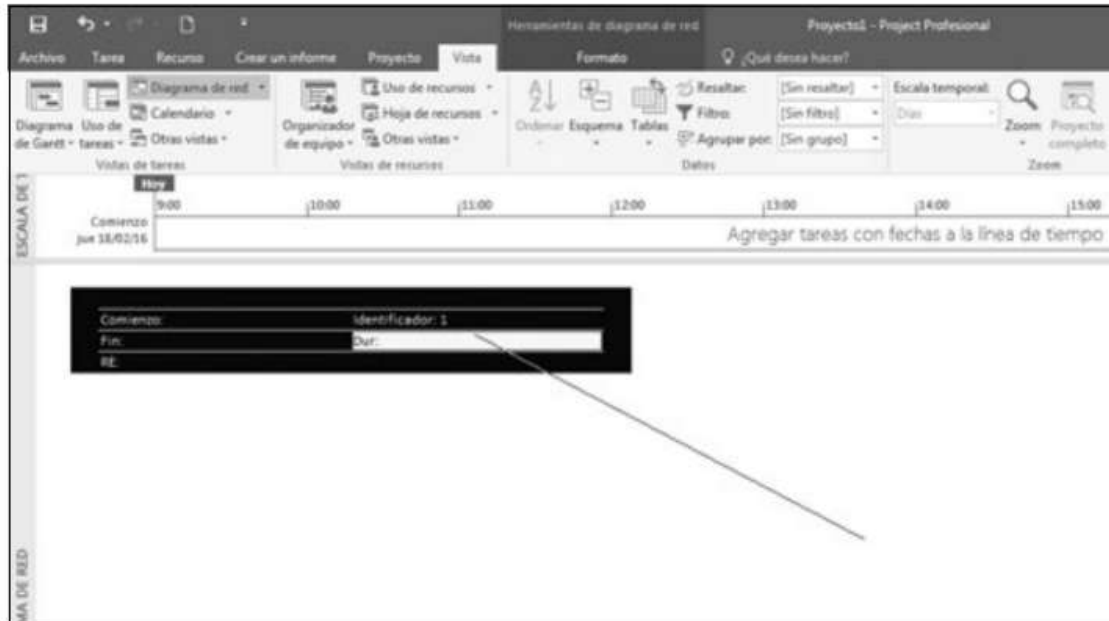 Herramientas de diagrama de red
Proyecto1 - Project Profesional
Archivo Tarea Recurso Crear un informe Proyecto Vista Formato ¿Qué desea hacer?
Diagrama de Gantt
Uso de tareas
Diagrama de red
Calendario
Otras vistas
Vistas de tareas
Organizador de equipo
Uso de recursos
Hoja de recursos
Otras vistas
Vistas de recursos
Ordenar Esquema Tablas
Resaltar: [Sin resaltar]
Filtro: [Sin filtro]
Agrupar por: [Sin grupo]
Datos
Escala temporal:
Días
Zoom
Proyecto completo
Zoom
ESCALA DE T
Hoy
9:00 10:00 11:00 12:00 13:00 14:00 15:00
Comienzo
jue 18/02/16
Agregar tareas con fechas a la línea de tiempo
Comienzo: Identificador: 1
Fin: Dur:
RE:
MA DE RED